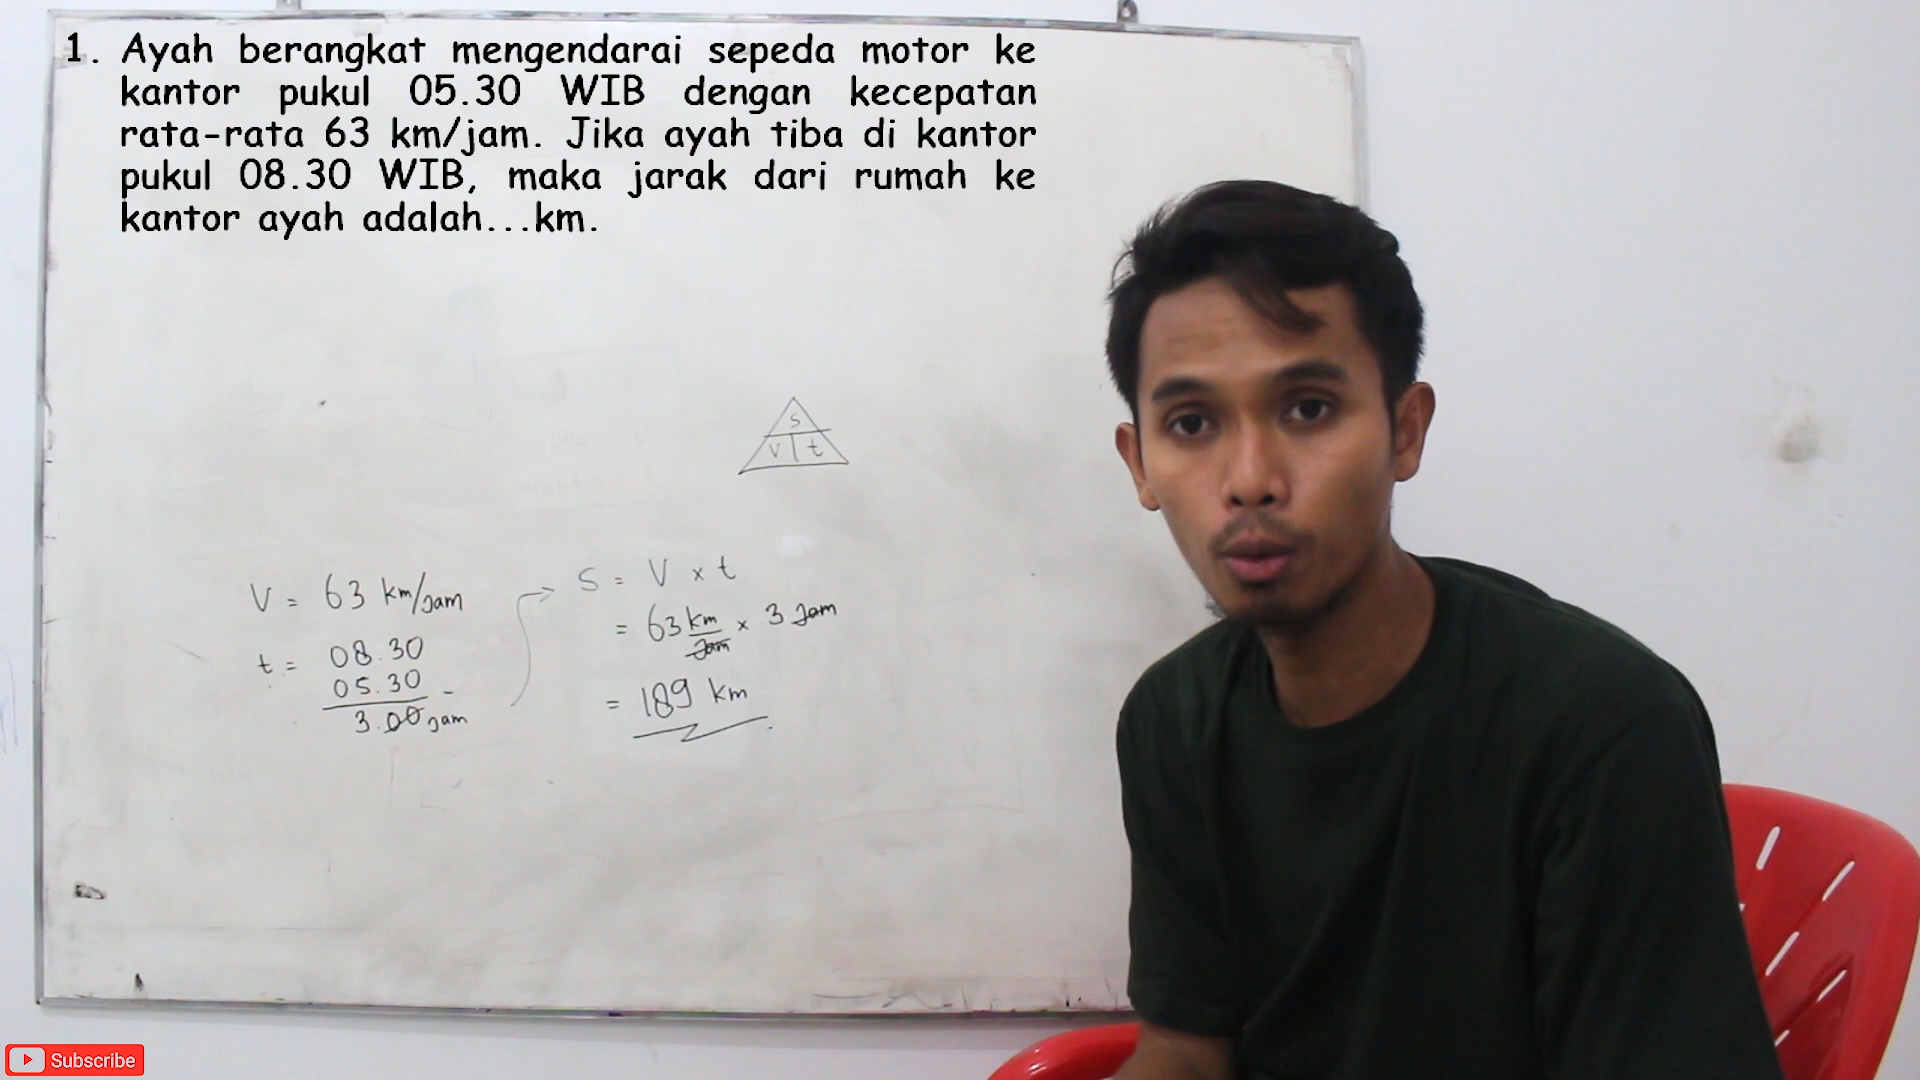 1. Ayah berangkat mengendarai sepeda motor ke
kantor pukul 05.30 WIB dengan kecepatan
rata-rata 63 km/jam. Jika ayah tiba di kantor
pukul 08.30 WIB, maka jarak dari rumah ke
kantor ayah adalah...km.
S
V t
V = 63 km/jam
t = 08.30
05.30 -
3.00 jam
S = V x t
= 63 km/jam x 3 jam
= 189 km
Subscribe